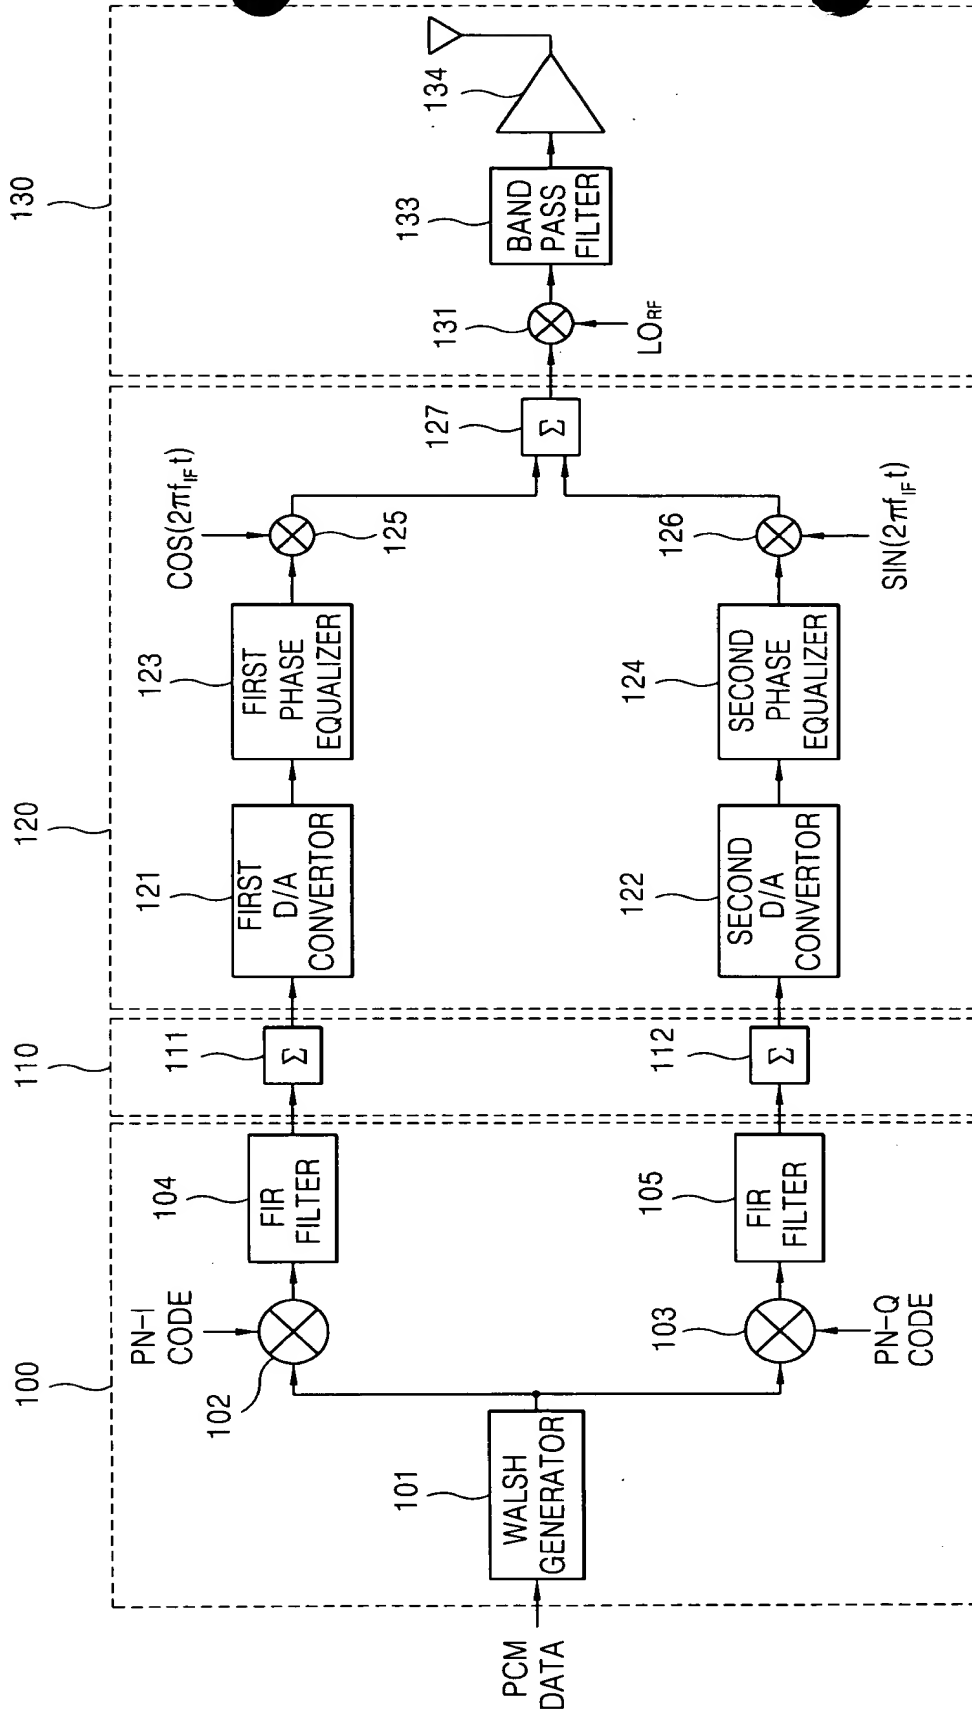 100
110
120
130
PCM
DATA
101
WALSH
GENERATOR
PN-I
CODE
102
104
FIR
FILTER
111
Σ
121
FIRST
D/A
CONVERTOR
123
FIRST
PHASE
EQUALIZER
COS(2πf_IF t)
125
PN-Q
CODE
103
105
FIR
FILTER
112
Σ
122
SECOND
D/A
CONVERTOR
124
SECOND
PHASE
EQUALIZER
SIN(2πf_IF t)
126
127
Σ
131
LO_RF
133
BAND
PASS
FILTER
134